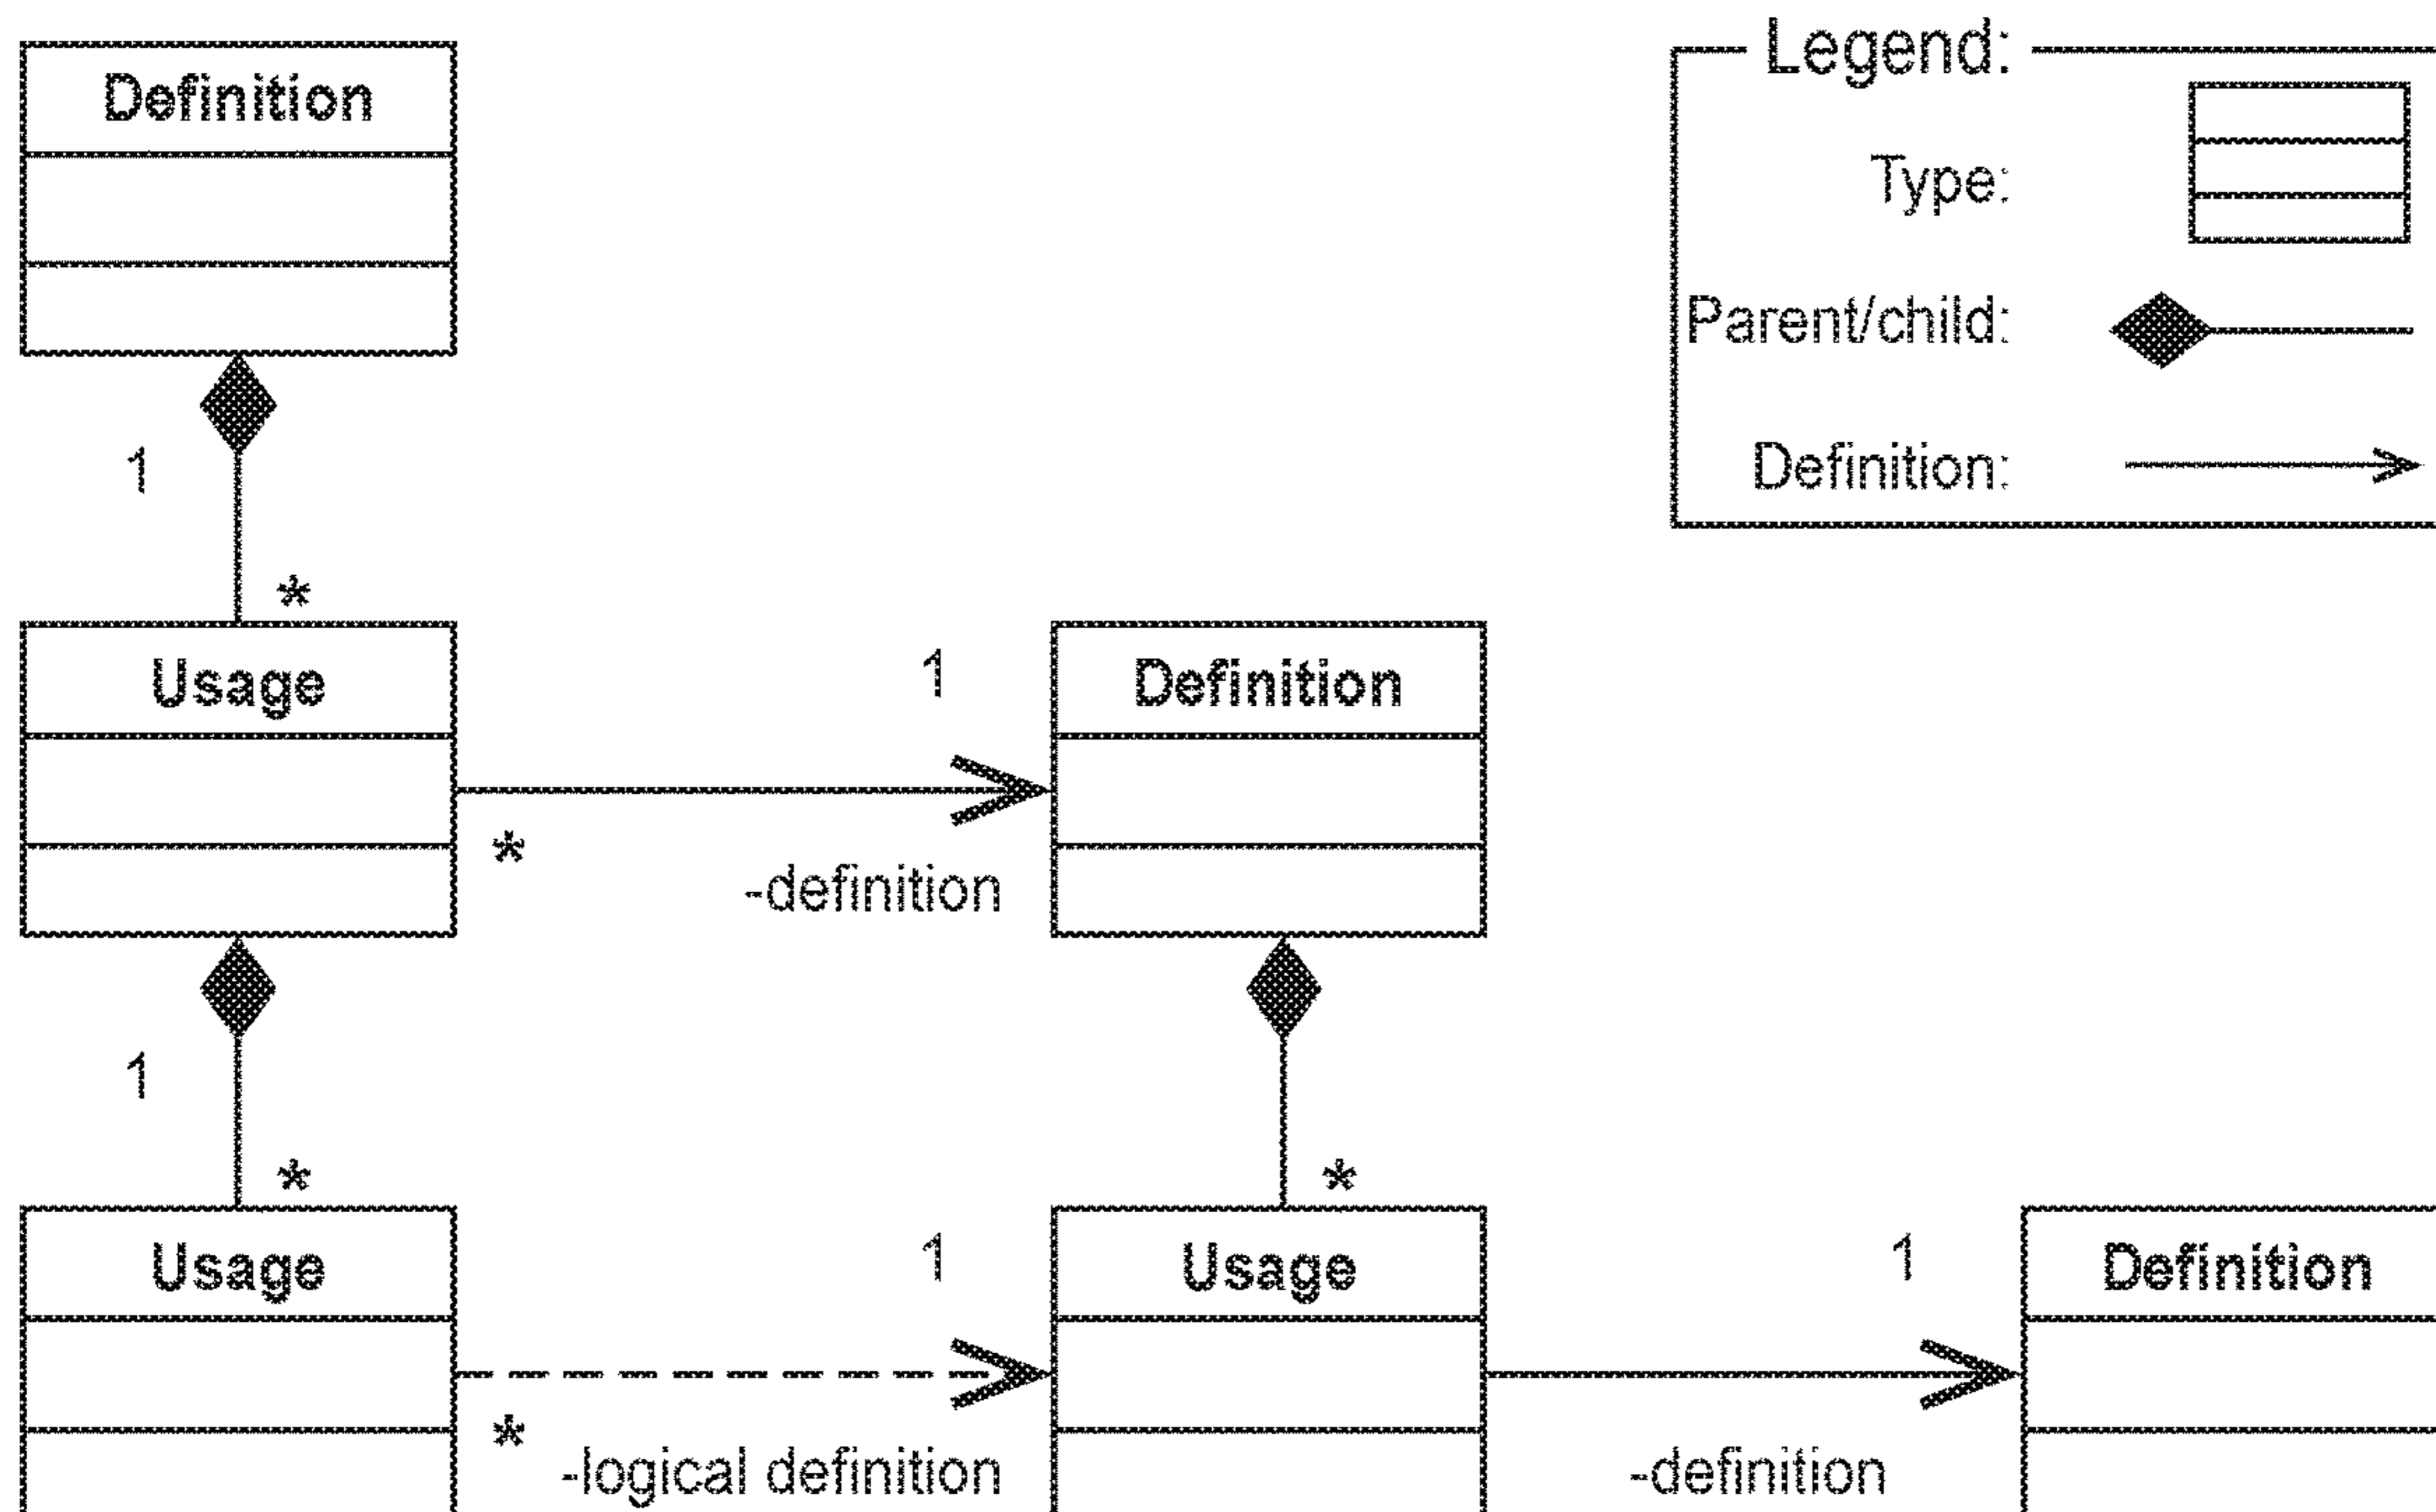 Definition
Legend:
Type:
Parent/child:
Definition:
1
*
Usage
1
Definition
*
-definition
1
*
*
Usage
1
Usage
1
Definition
*
-logical definition
-definition